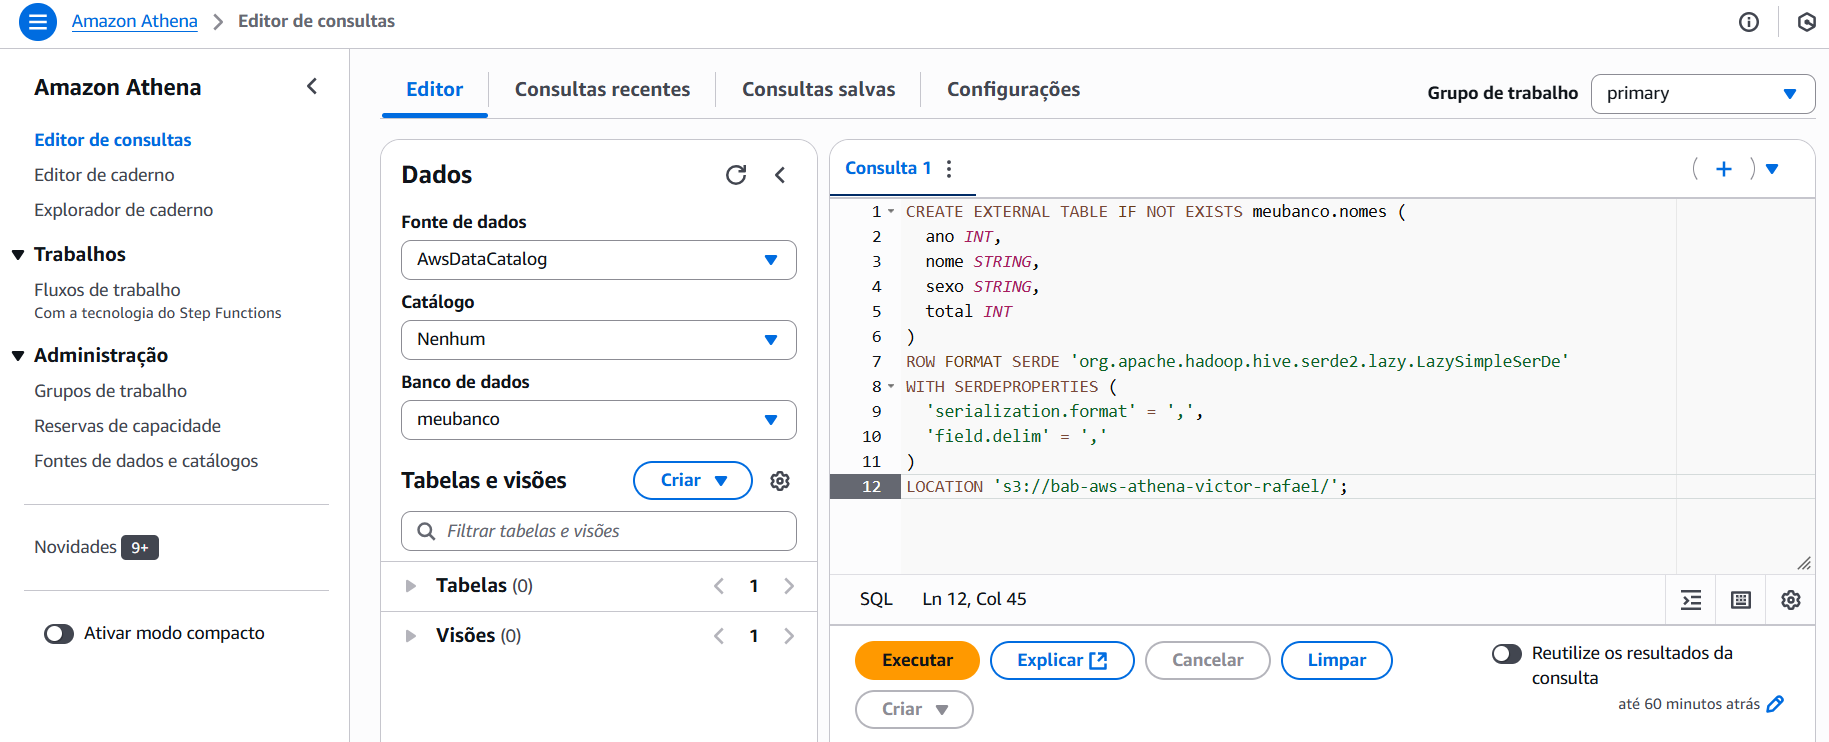 Amazon Athena > Editor de consultas
Amazon Athena
Editor de consultas
Editor de caderno
Explorador de caderno
Trabalhos
Fluxos de trabalho
Com a tecnologia do Step Functions
Administração
Grupos de trabalho
Reservas de capacidade
Fontes de dados e catálogos
Novidades 9+
Ativar modo compacto
Editor
Consultas recentes
Consultas salvas
Configurações
Grupo de trabalho
primary
Dados
Fonte de dados
AwsDataCatalog
Catálogo
Nenhum
Banco de dados
meubanco
Tabelas e visões
Criar
Filtrar tabelas e visões
Tabelas (0)
1
Visões (0)
1
Consulta 1
1 CREATE EXTERNAL TABLE IF NOT EXISTS meubanco.nomes (
2 ano INT,
3 nome STRING,
4 sexo STRING,
5 total INT
6 )
7 ROW FORMAT SERDE 'org.apache.hadoop.hive.serde2.lazy.LazySimpleSerDe'
8 WITH SERDEPROPERTIES (
9 'serialization.format' = ',',
10 'field.delim' = ','
11 )
12 LOCATION 's3://bab-aws-athena-victor-rafael/';
SQL
Ln 12, Col 45
Executar
Explicar
Cancelar
Limpar
Criar
Reutilize os resultados da
consulta
até 60 minutos atrás